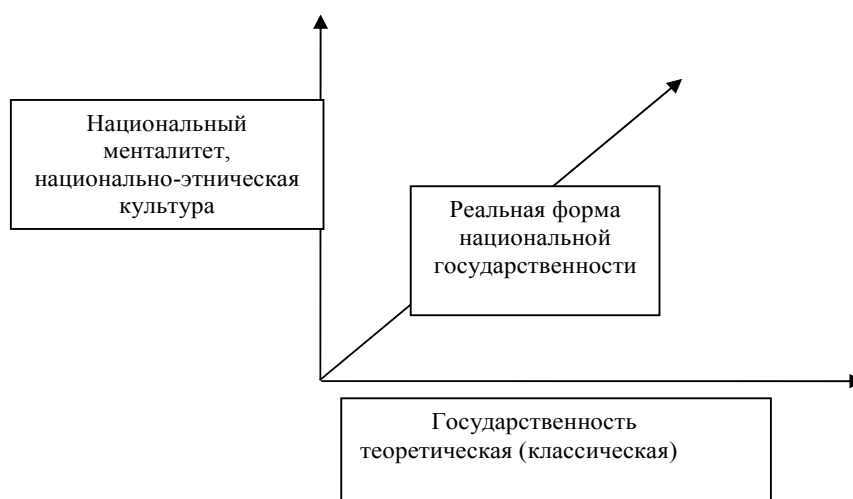 Национальный
менталитет,
национально-этническая
культура
Реальная форма
национальной
государственности
Государственность
теоретическая (классическая)